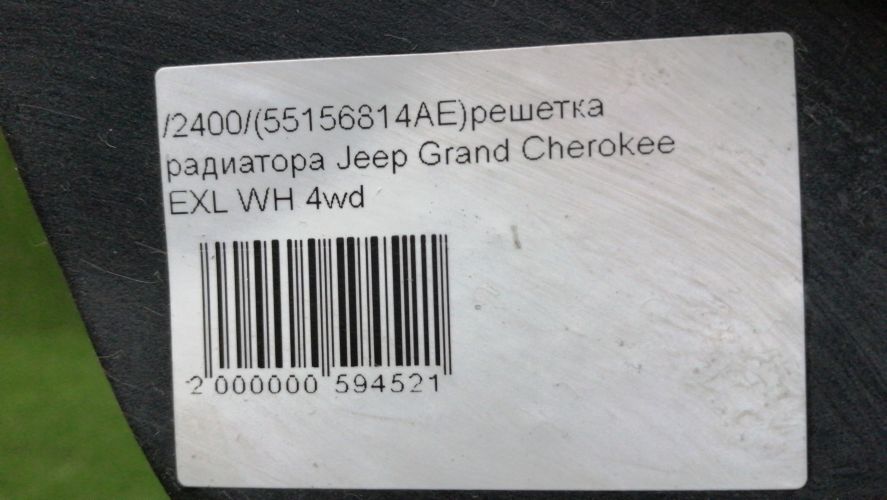 /2400/(55156814AE)решетка
радиатора Jeep Grand Cherokee
EXL WH 4wd
2 000000 594521